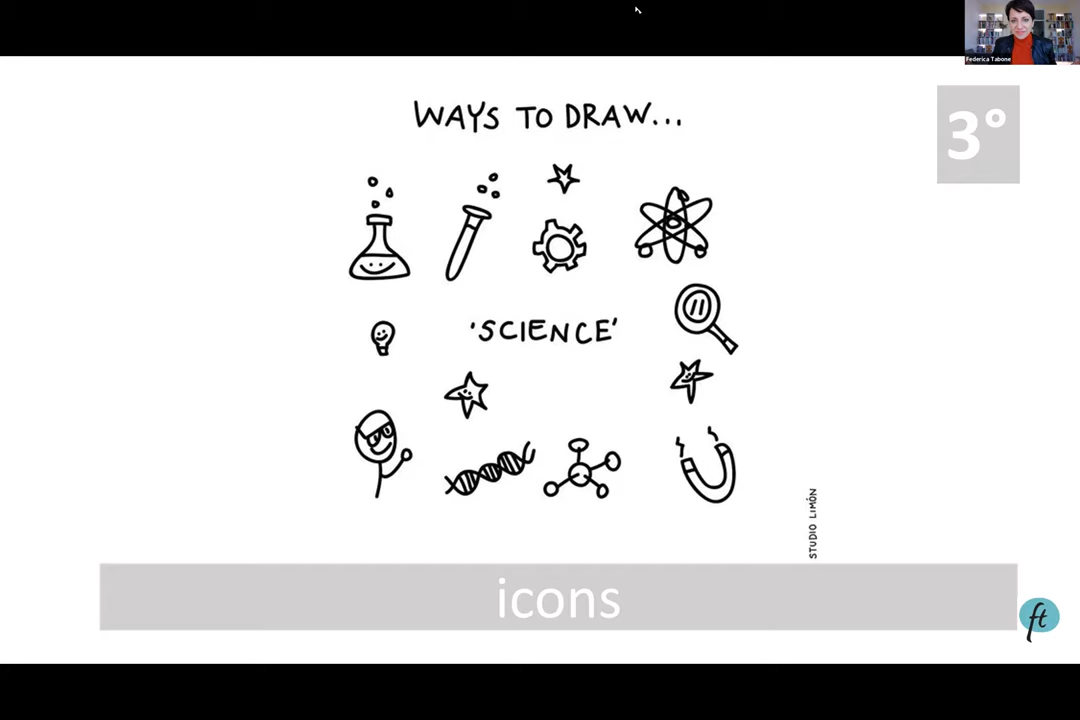 Federica Tabone
WAYS TO DRAW...
3°
'SCIENCE'
STUDIO LIMÓN
icons
ft